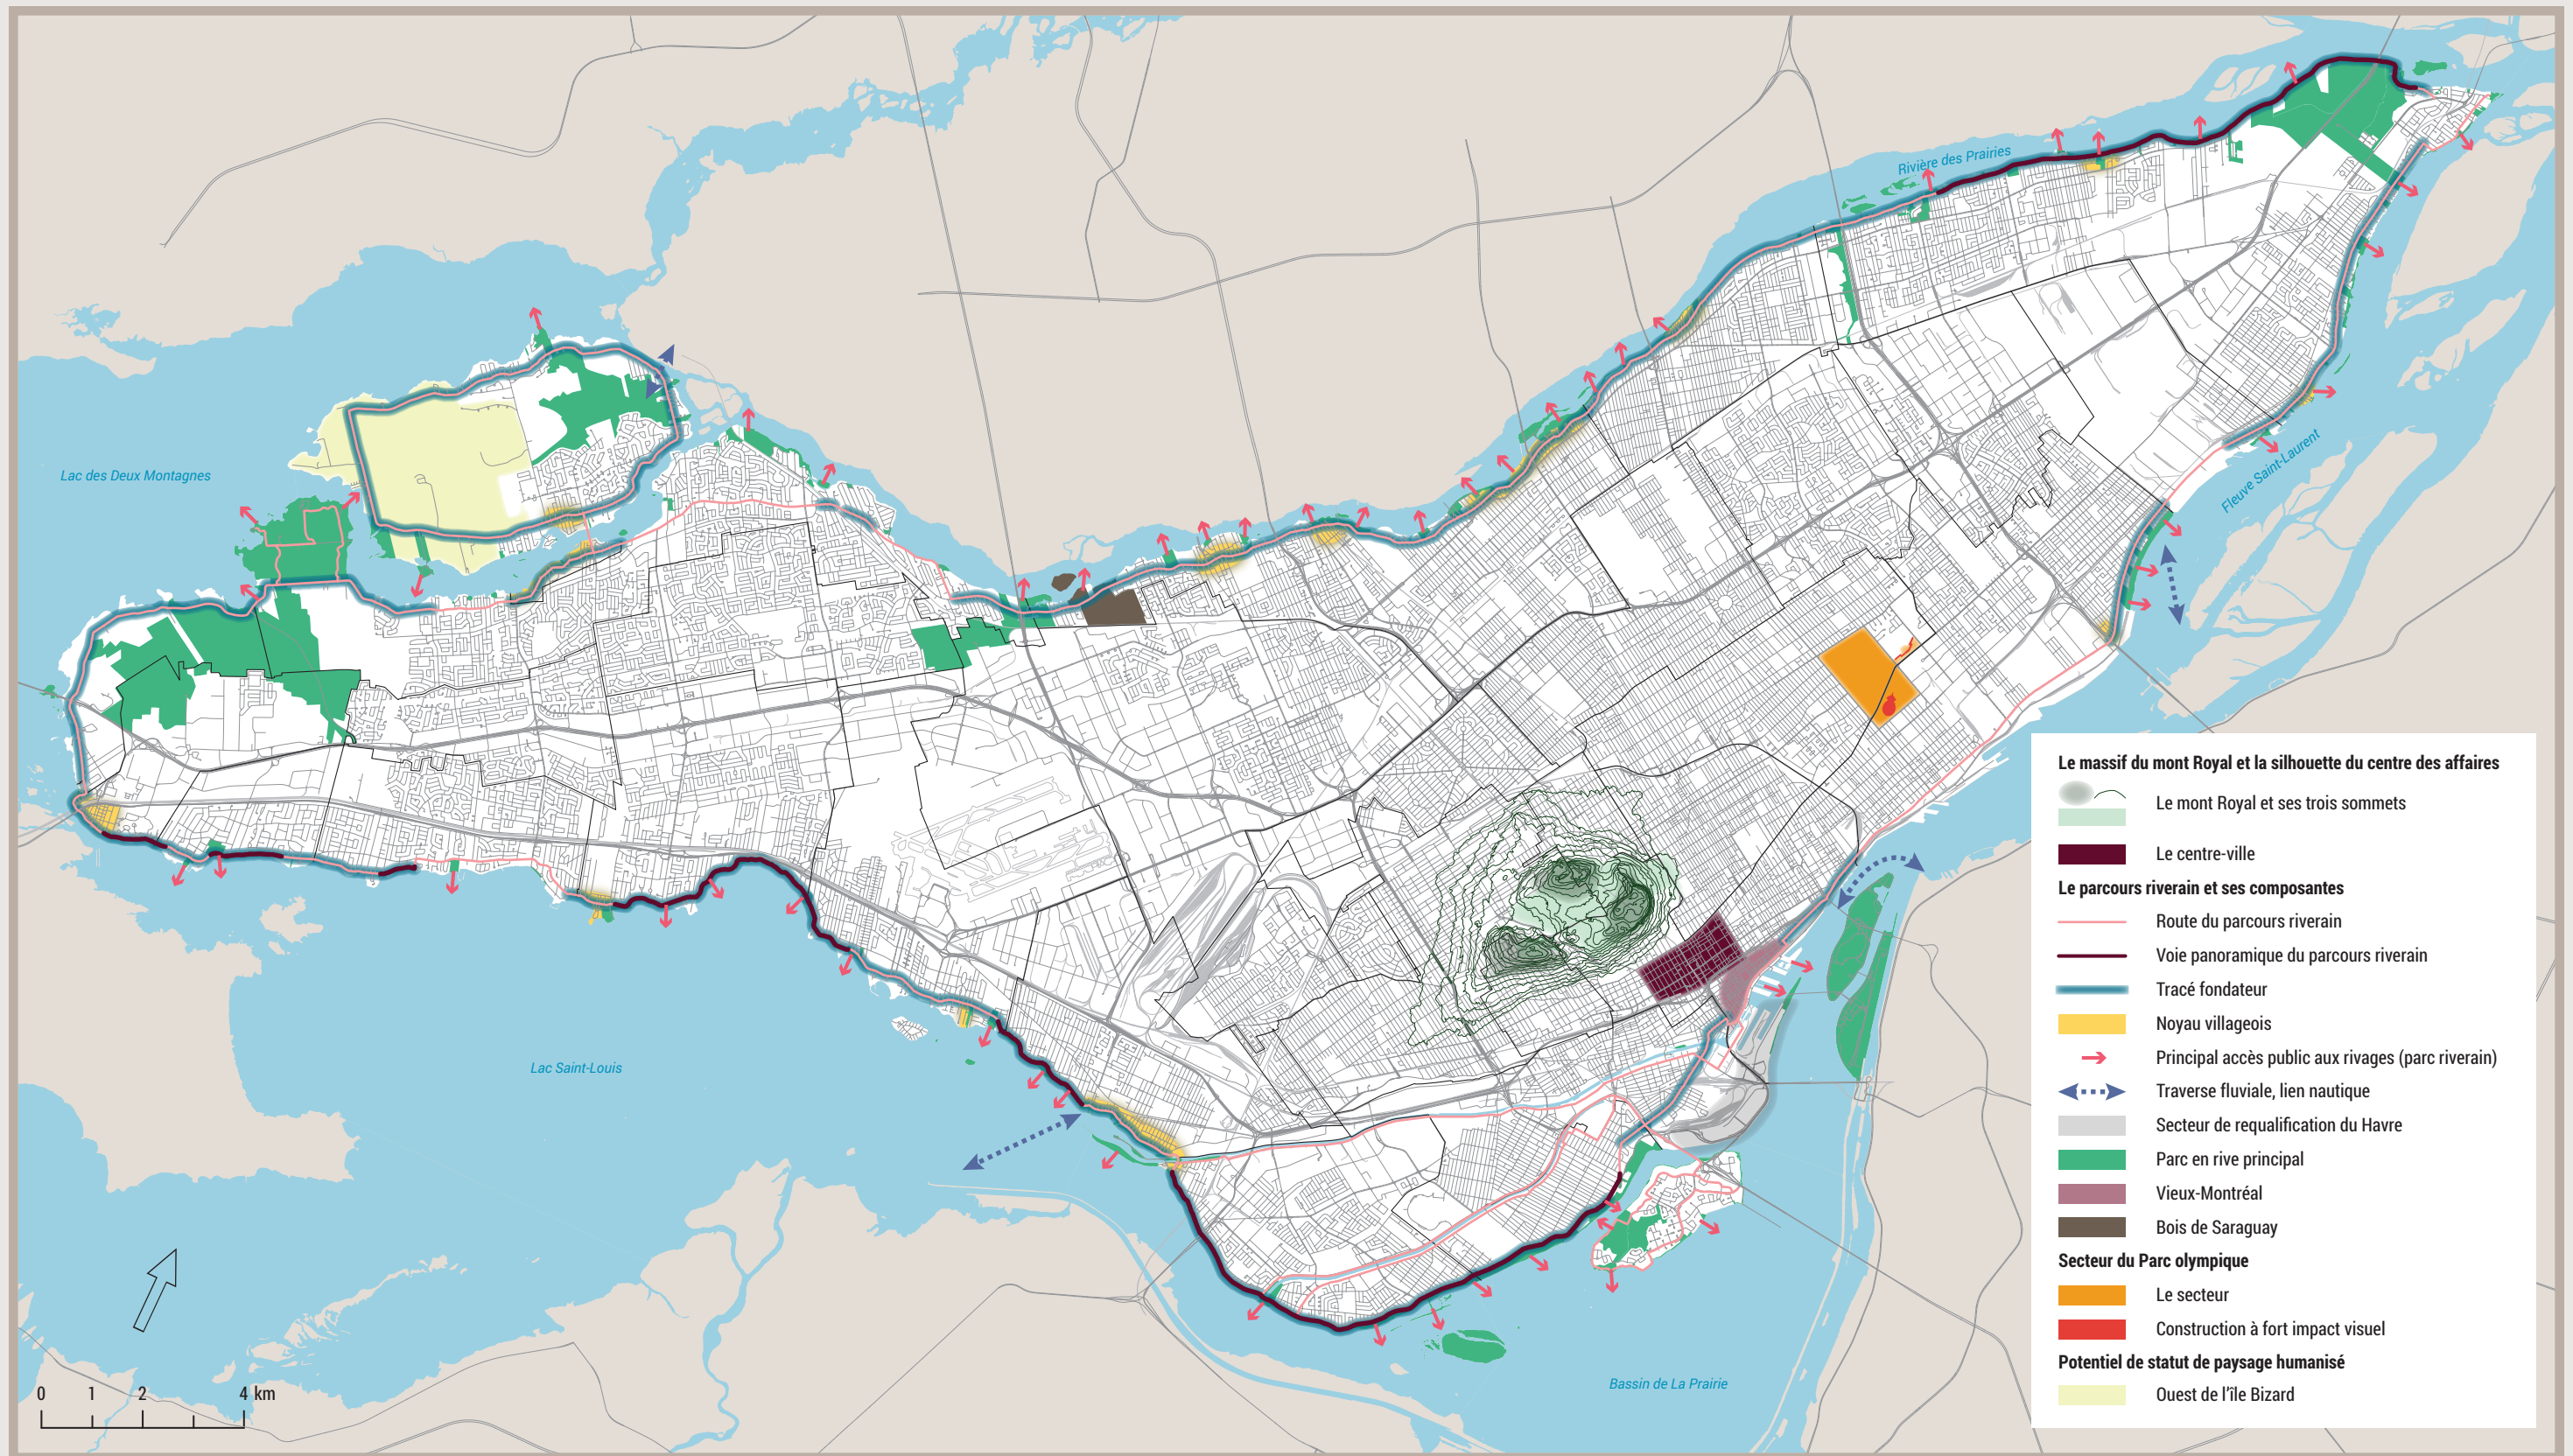 Rivière des Prairies
Lac des Deux Montagnes
Fleuve Saint-Laurent
Lac Saint-Louis
Bassin de La Prairie
0 1 2 4 km
Le massif du mont Royal et la silhouette du centre des affaires
Le mont Royal et ses trois sommets
Le centre-ville
Le parcours riverain et ses composantes
Route du parcours riverain
Voie panoramique du parcours riverain
Tracé fondateur
Noyau villageois
Principal accès public aux rivages (parc riverain)
Traverse fluviale, lien nautique
Secteur de requalification du Havre
Parc en rive principal
Vieux-Montréal
Bois de Saraguay
Secteur du Parc olympique
Le secteur
Construction à fort impact visuel
Potentiel de statut de paysage humanisé
Ouest de l'île Bizard